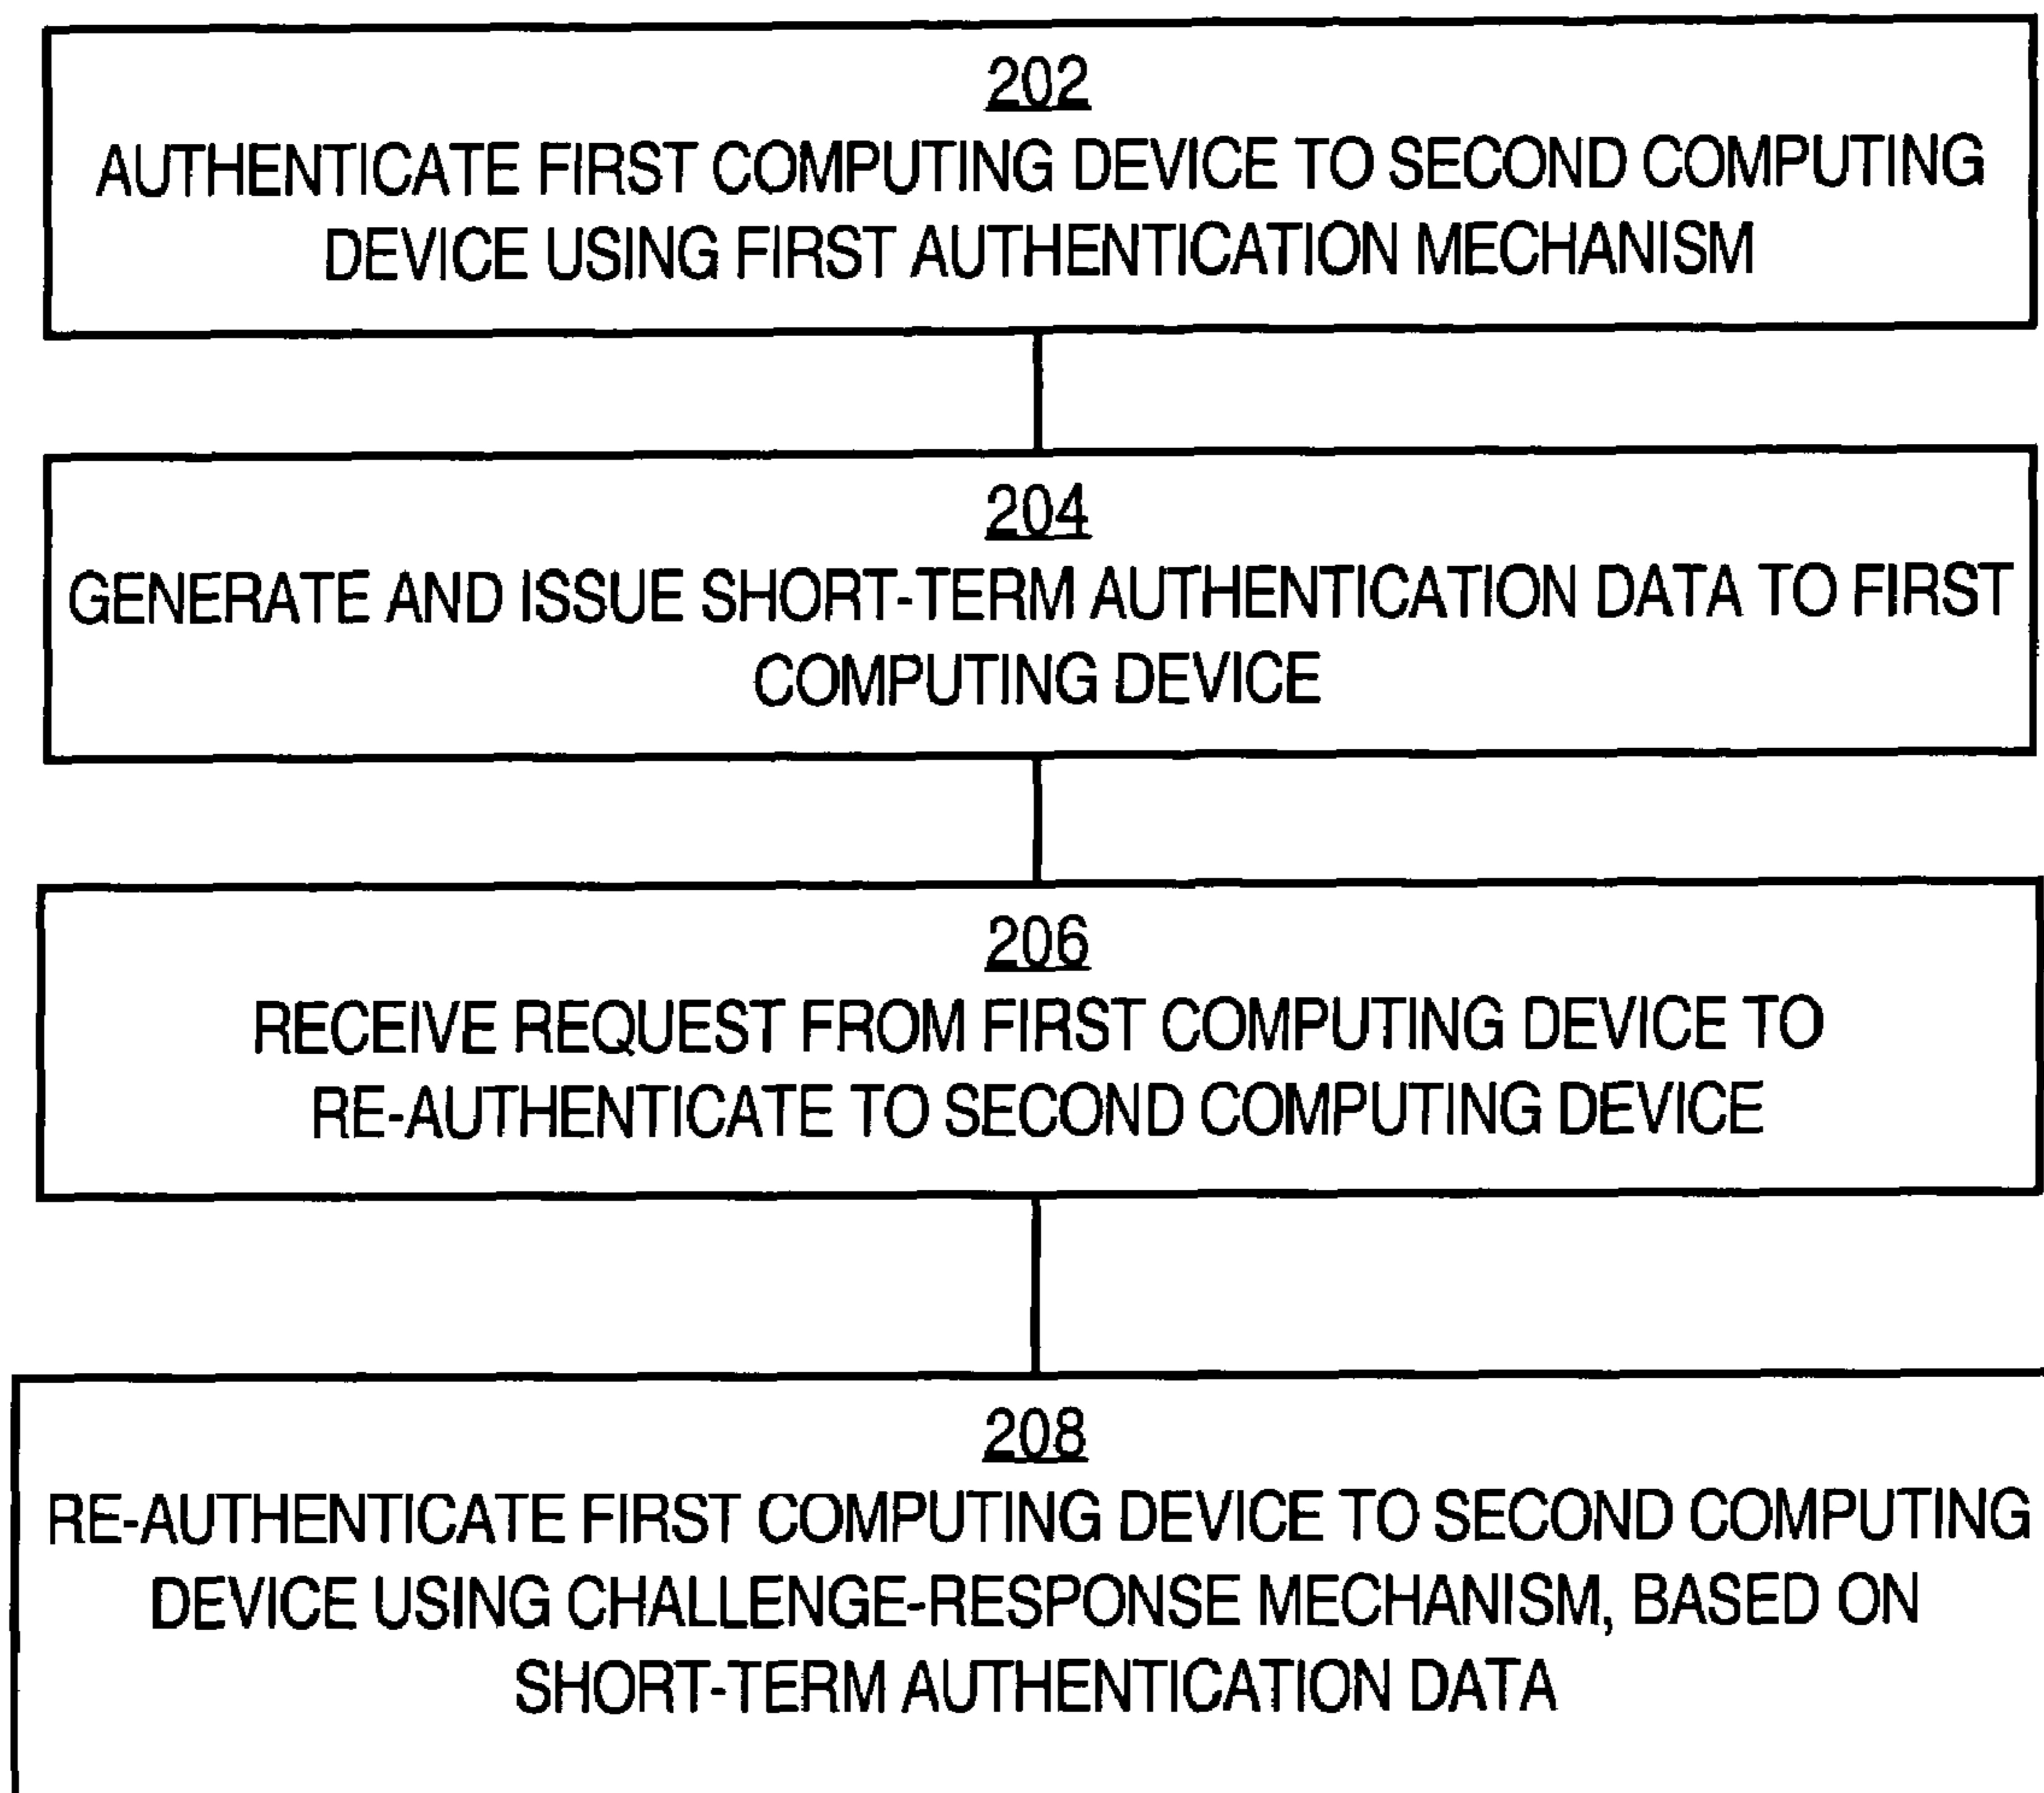 202
AUTHENTICATE FIRST COMPUTING DEVICE TO SECOND COMPUTING
DEVICE USING FIRST AUTHENTICATION MECHANISM
204
GENERATE AND ISSUE SHORT-TERM AUTHENTICATION DATA TO FIRST
COMPUTING DEVICE
206
RECEIVE REQUEST FROM FIRST COMPUTING DEVICE TO
RE-AUTHENTICATE TO SECOND COMPUTING DEVICE
208
RE-AUTHENTICATE FIRST COMPUTING DEVICE TO SECOND COMPUTING
DEVICE USING CHALLENGE-RESPONSE MECHANISM, BASED ON
SHORT-TERM AUTHENTICATION DATA